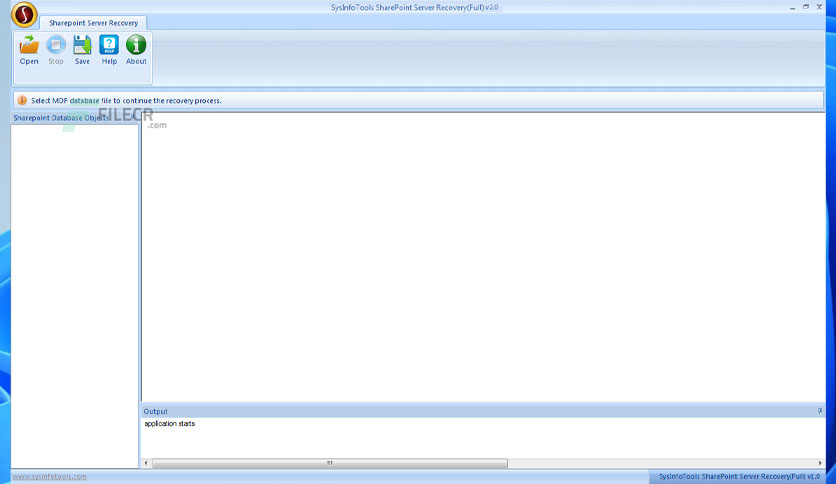 SysInfoTools SharePoint Server Recovery(Full) v2.0
Sharepoint Server Recovery
Open
Stop
Save
HELP
Help
About
Select MDF database file to continue the recovery process.
FILECR
.com
Sharepoint Database Objects
Output
application starts
www.sysinfotools.com
SysInfoTools SharePoint Server Recovery(Full) v1.0